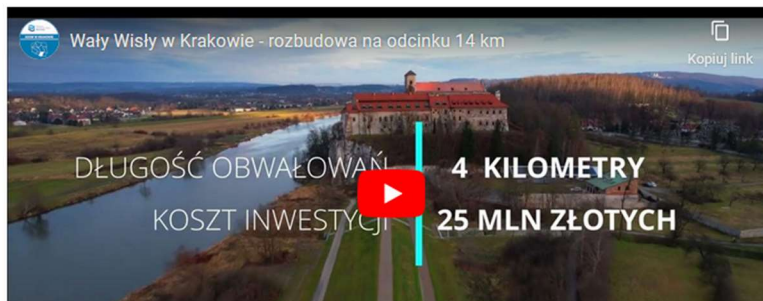 Wały Wisły w Krakowie - rozbudowa na odcinku 14 km
Kopiuj link
DŁUGOŚĆ OBWAŁOWAŃ 4 KILOMETRY
KOSZT INWESTYCJI 25 MLN ZŁOTYCH